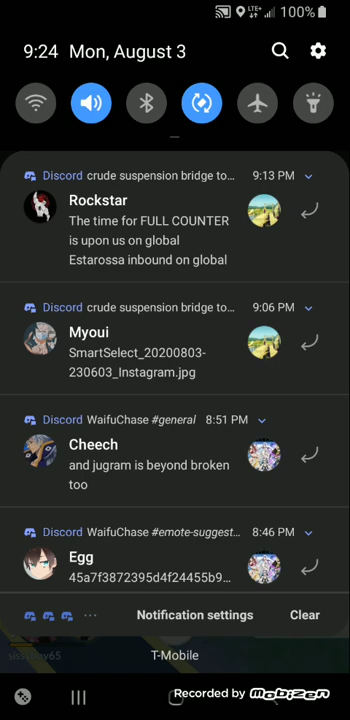 LTE+ 100%
9:24 Mon, August 3
Discord crude suspension bridge to... 9:13 PM
Rockstar
The time for FULL COUNTER
is upon us on global
Estarossa inbound on global
Discord crude suspension bridge to... 9:06 PM
Myoui
SmartSelect_20200803-
230603_Instagram.jpg
Discord WaifuChase #general 8:51 PM
Cheech
and jugram is beyond broken
too
Discord WaifuChase #emote-suggest... 8:46 PM
Egg
45a7f3872395d4f24455b9...
Notification settings Clear
T-Mobile
Recorded by Mobizen